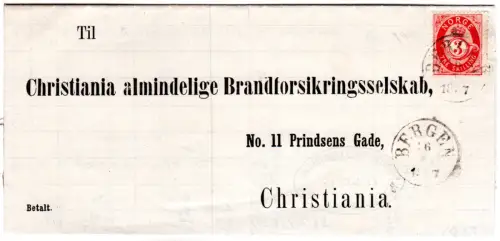 Til
NORGE
3
Christiania almindelige Brandforsikringsselskab,
No. 11 Prindsens Gade,
BERGEN
Christiania.
Betalt.